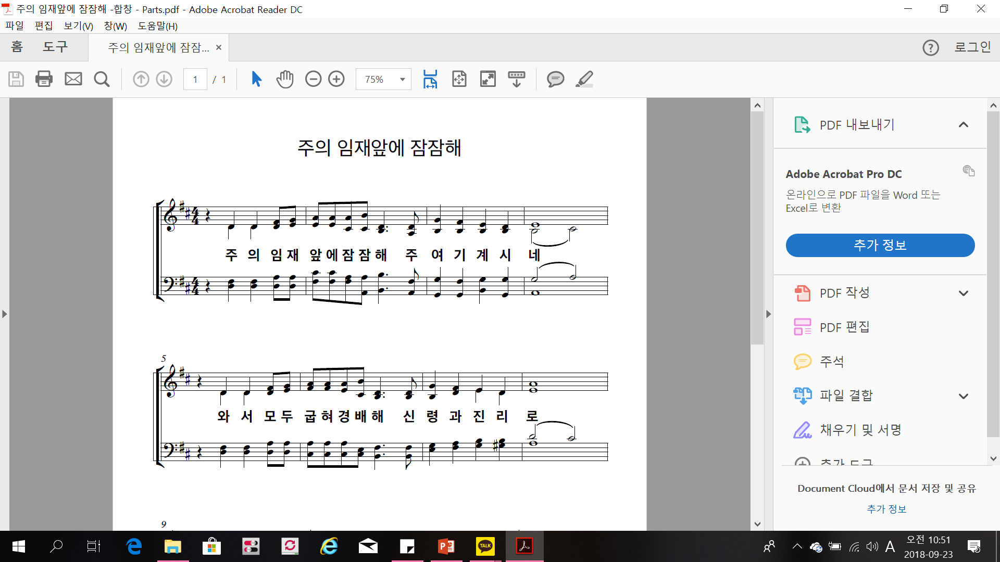 주의 임재앞에 잠잠해 -합창 - Parts.pdf - Adobe Acrobat Reader DC
파일 편집 보기(V) 창(W) 도움말(H)
홈 도구 주의 임재앞에 잠잠... × 로그인
1 / 1 75%
주의 임재앞에 잠잠해
주 의 임 재 앞 에 잠 잠 해 주 여 기 계 시 네
5
와 서 모 두 굽 혀 경 배 해 신 령 과 진 리 로
9
PDF 내보내기
Adobe Acrobat Pro DC
온라인으로 PDF 파일을 Word 또는
Excel로 변환
추가 정보
PDF 작성
PDF 편집
주석
파일 결합
채우기 및 서명
추가 도구
Document Cloud에서 문서 저장 및 공유
추가 정보
TALK
A
오전 10:51
2018-09-23